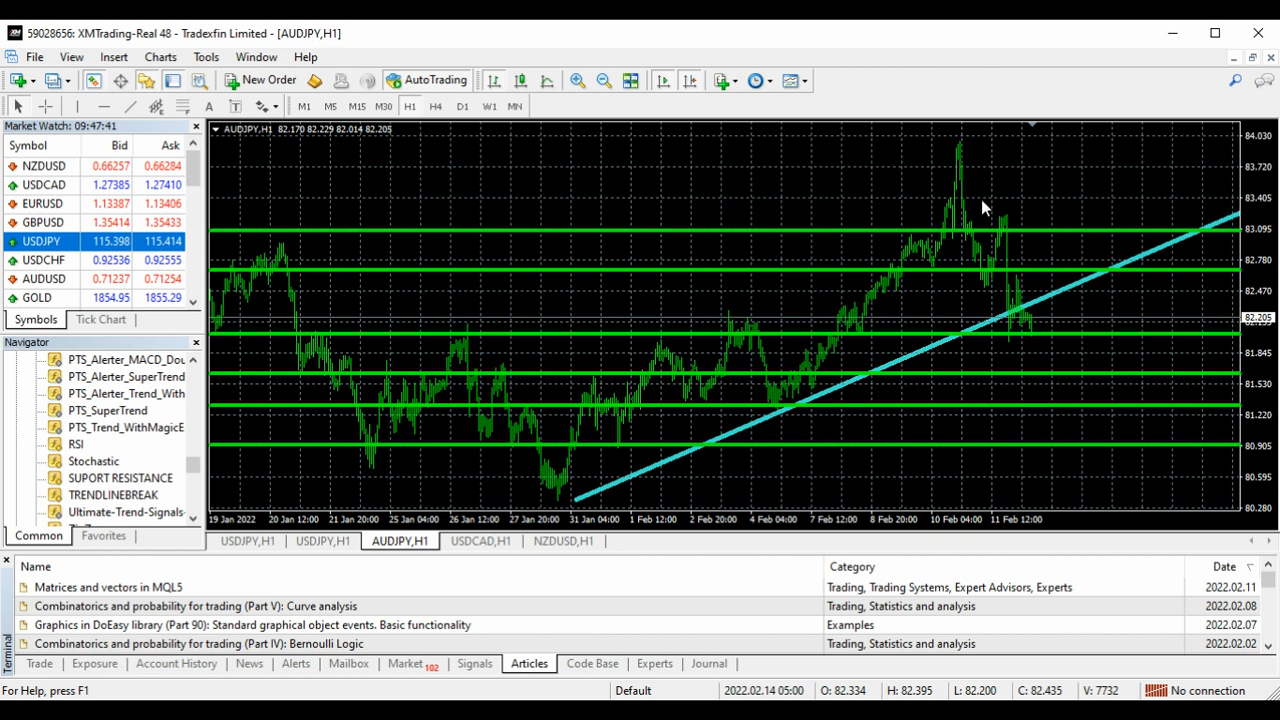 59028656: XMTrading-Real 48 - Tradexfin Limited - [AUDJPY,H1]
File View Insert Charts Tools Window Help
New Order AutoTrading
A T M1 M5 M15 M30 H1 H4 D1 W1 MN
Market Watch: 09:47:41
Symbol Bid Ask
NZDUSD 0.66257 0.66284
USDCAD 1.27385 1.27410
EURUSD 1.13387 1.13406
GBPUSD 1.35414 1.35433
USDJPY 115.398 115.414
USDCHF 0.92536 0.92555
AUDUSD 0.71237 0.71254
GOLD 1854.95 1855.29
Symbols Tick Chart
Navigator
PTS_Alerter_MACD_Dou
PTS_Alerter_SuperTrend
PTS_Alerter_Trend_With
PTS_SuperTrend
PTS_Trend_WithMagicE
RSI
Stochastic
SUPORT RESISTANCE
TRENDLINEBREAK
Ultimate-Trend-Signals-
Common Favorites
AUDJPY,H1 82.170 82.229 82.014 82.205
84.030
83.720
83.405
83.095
82.780
82.470
82.205
81.845
81.530
81.220
80.905
80.595
80.280
19 Jan 2022 20 Jan 12:00 21 Jan 20:00 25 Jan 04:00 26 Jan 12:00 27 Jan 20:00 31 Jan 04:00 1 Feb 12:00 2 Feb 20:00 4 Feb 04:00 7 Feb 12:00 8 Feb 20:00 10 Feb 04:00 11 Feb 12:00
USDJPY,H1 USDJPY,H1 AUDJPY,H1 USDCAD,H1 NZDUSD,H1
Name Category Date
Matrices and vectors in MQL5 Trading, Trading Systems, Expert Advisors, Experts 2022.02.11
Combinatorics and probability for trading (Part V): Curve analysis Trading, Statistics and analysis 2022.02.08
Graphics in DoEasy library (Part 90): Standard graphical object events. Basic functionality Examples 2022.02.07
Combinatorics and probability for trading (Part IV): Bernoulli Logic Trading, Statistics and analysis 2022.02.02
Terminal
Trade Exposure Account History News Alerts Mailbox Market 102 Signals Articles Code Base Experts Journal
For Help, press F1 Default 2022.02.14 05:00 O: 82.334 H: 82.395 L: 82.200 C: 82.435 V: 7732 No connection